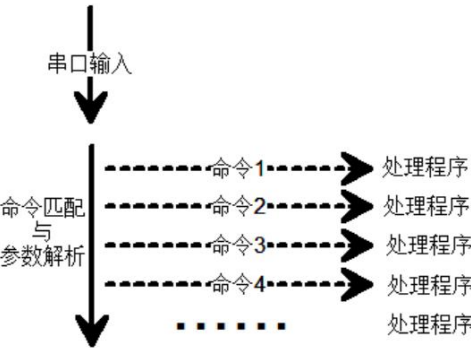 串口输入
命令1 处理程序
命令2 处理程序
命令匹配
与
参数解析
命令3 处理程序
命令4 处理程序
...... 处理程序